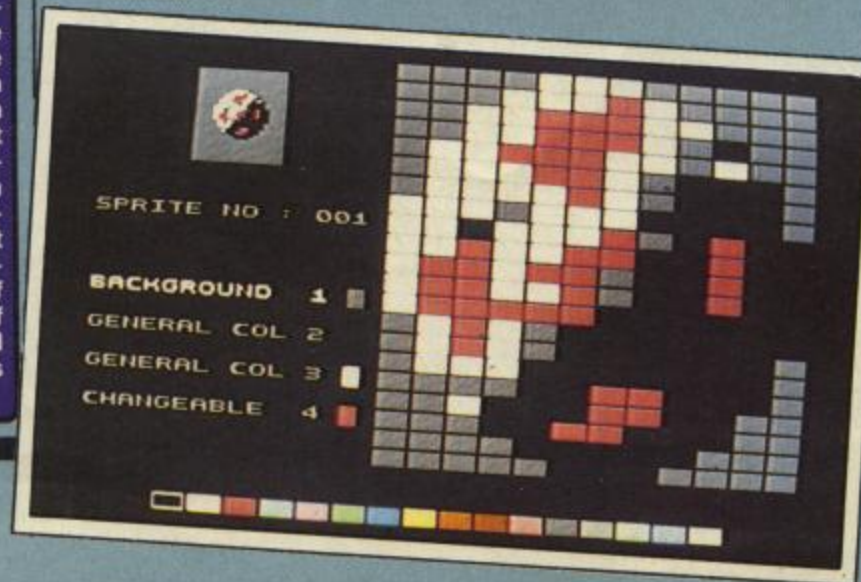 SPRITE NO : 001
BACKGROUND 1
GENERAL COL 2
GENERAL COL 3
CHANGEABLE 4